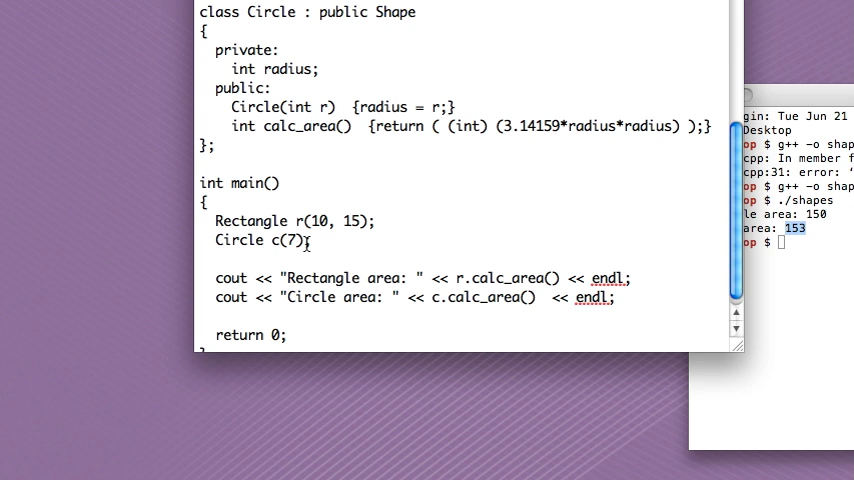 class Circle : public Shape
{
private:
int radius;
public:
Circle(int r)  {radius = r;}
int calc_area()  {return ( (int) (3.14159*radius*radius) );}
};
int main()
{
Rectangle r(10, 15);
Circle c(7);
cout << "Rectangle area: " << r.calc_area() << endl;
cout << "Circle area: " << c.calc_area()  << endl;
return 0;
gin: Tue Jun 21
Desktop
op $ g++ -o shap
cpp: In member f
cpp:31: error: ‘
op $ g++ -o shap
op $ ./shapes
le area: 150
area: 153
op $